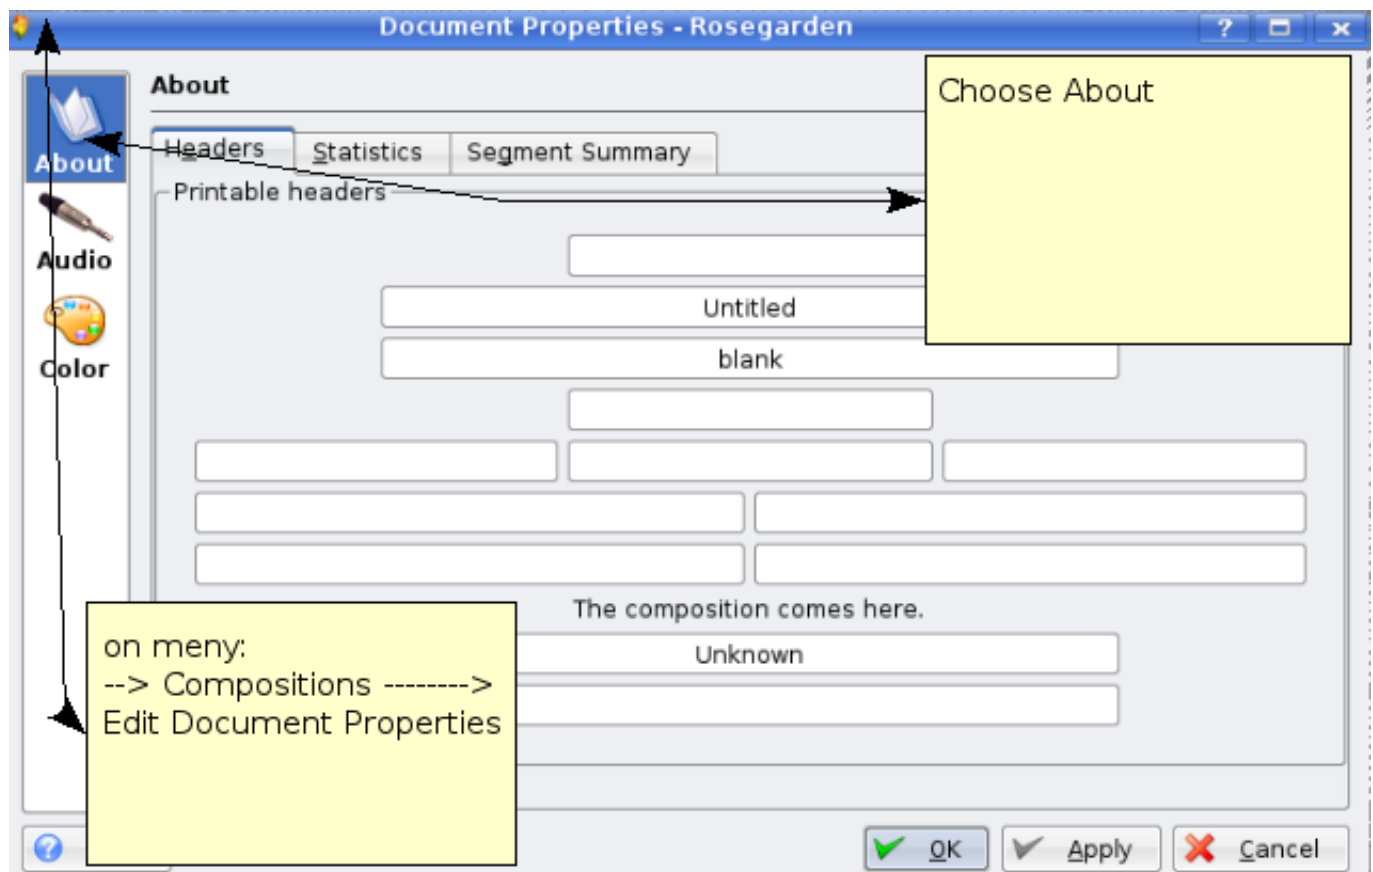 Document Properties - Rosegarden
?
About
Choose About
Headers
Statistics
Segment Summary
About
Printable headers
Audio
Untitled
Color
blank
The composition comes here.
Unknown
on meny:
--> Compositions -------->
Edit Document Properties
?
OK
Apply
Cancel